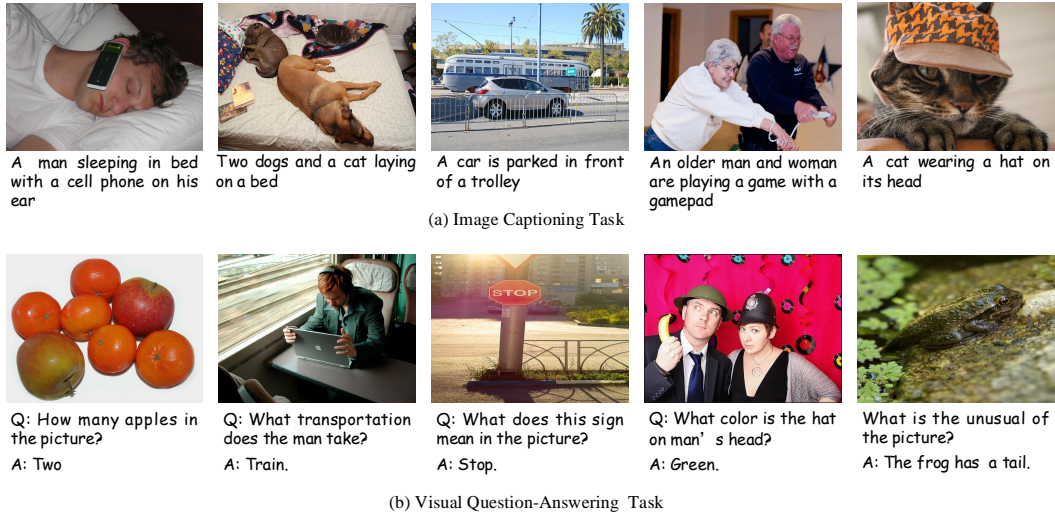 A man sleeping in bed
with a cell phone on his
ear
Two dogs and a cat laying
on a bed
A car is parked in front
of a trolley
An older man and woman
are playing a game with a
gamepad
A cat wearing a hat on
its head
(a) Image Captioning Task
STOP
Q: How many apples in
the picture?
A: Two
Q: What transportation
does the man take?
A: Train.
Q: What does this sign
mean in the picture?
A: Stop.
Q: What color is the hat
on man’s head?
A: Green.
What is the unusual of
the picture?
A: The frog has a tail.
(b) Visual Question-Answering Task